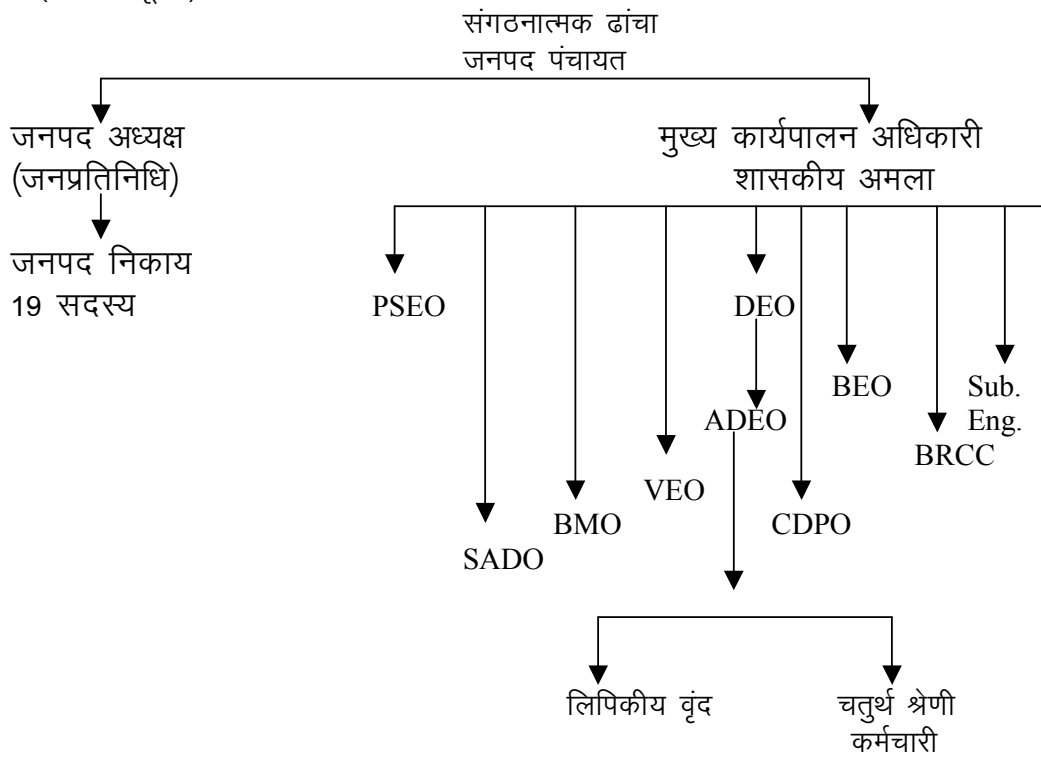 संगठनात्मक ढांचा
जनपद पंचायत
जनपद अध्यक्ष
(जनप्रतिनिधि)
मुख्य कार्यपालन अधिकारी
शासकीय अमला
जनपद निकाय
19 सदस्य
PSEO
DEO
BEO
Sub.
Eng.
ADEO
BRCC
VEO
BMO
CDPO
SADO
लिपिकीय वृंद
चतुर्थ श्रेणी
कर्मचारी